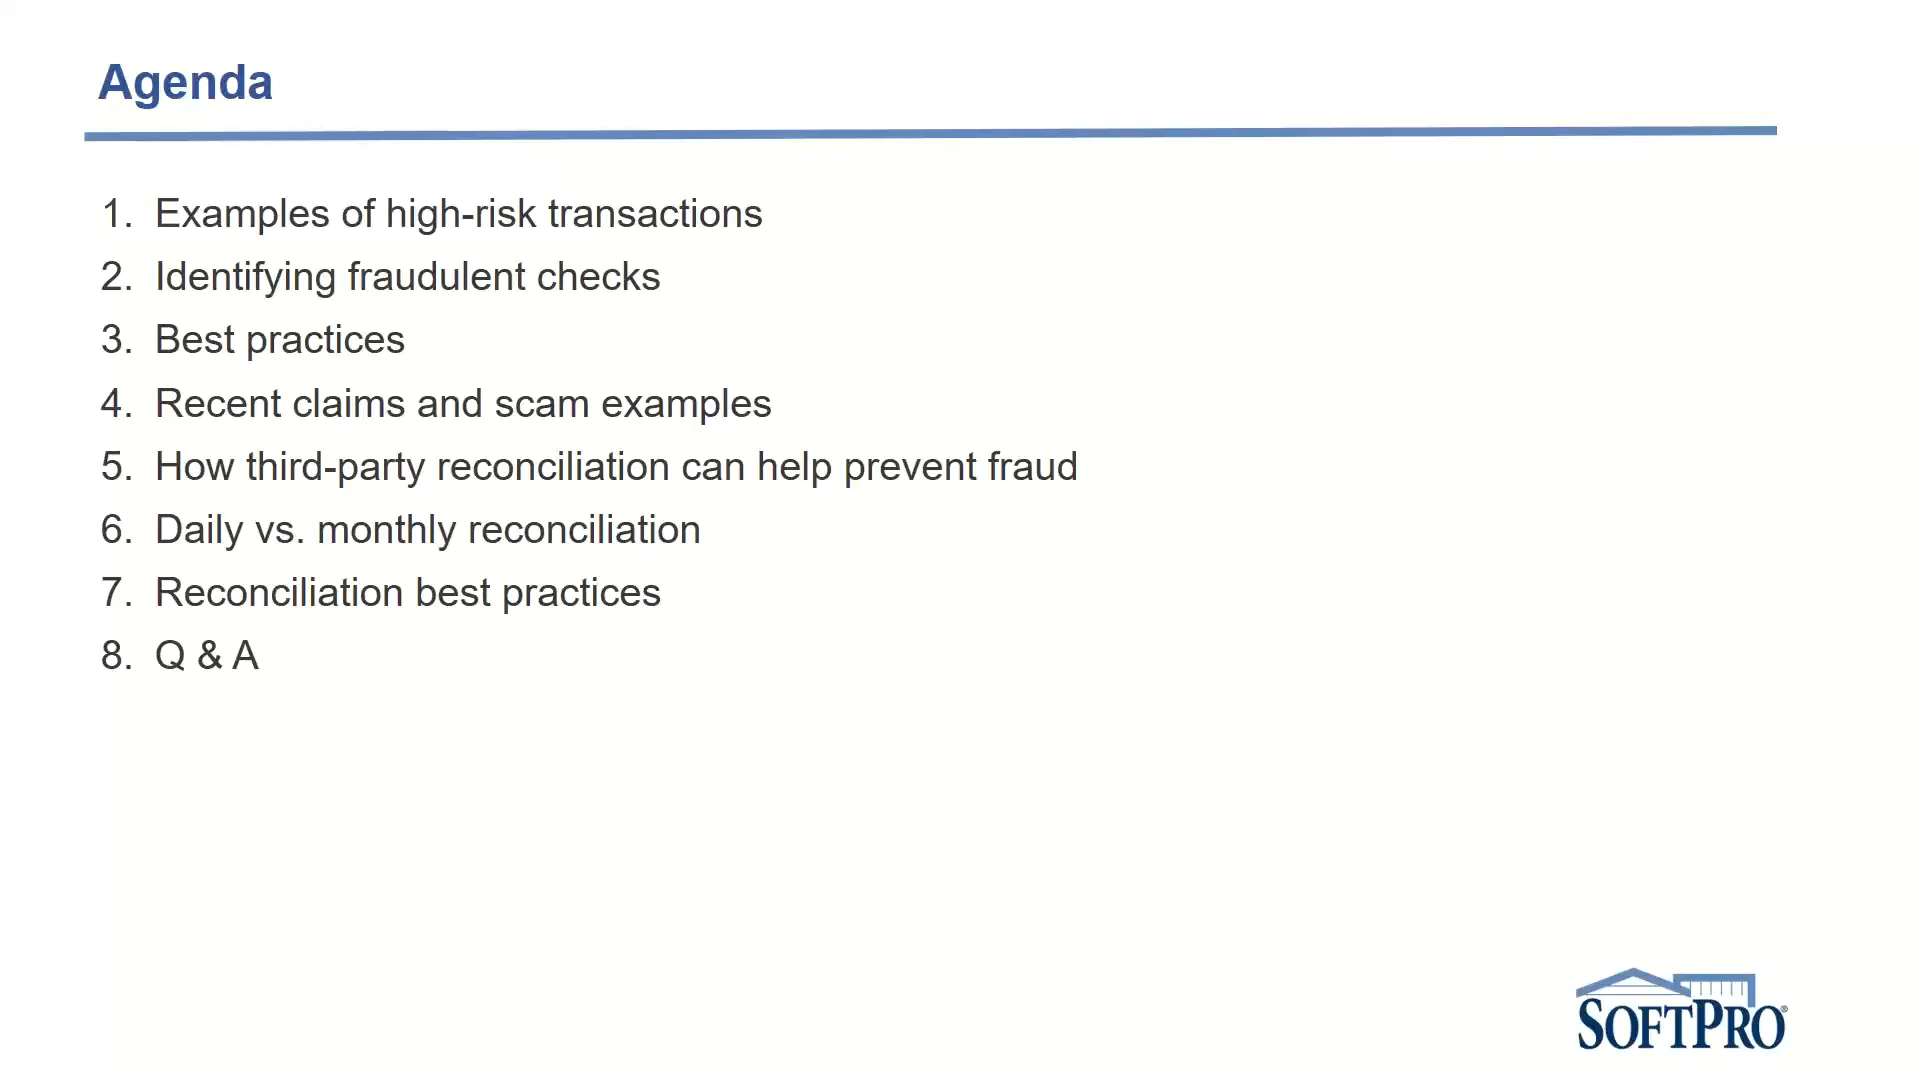 Agenda
1. Examples of high-risk transactions
2. Identifying fraudulent checks
3. Best practices
4. Recent claims and scam examples
5. How third-party reconciliation can help prevent fraud
6. Daily vs. monthly reconciliation
7. Reconciliation best practices
8. Q & A
SOFTPRO®